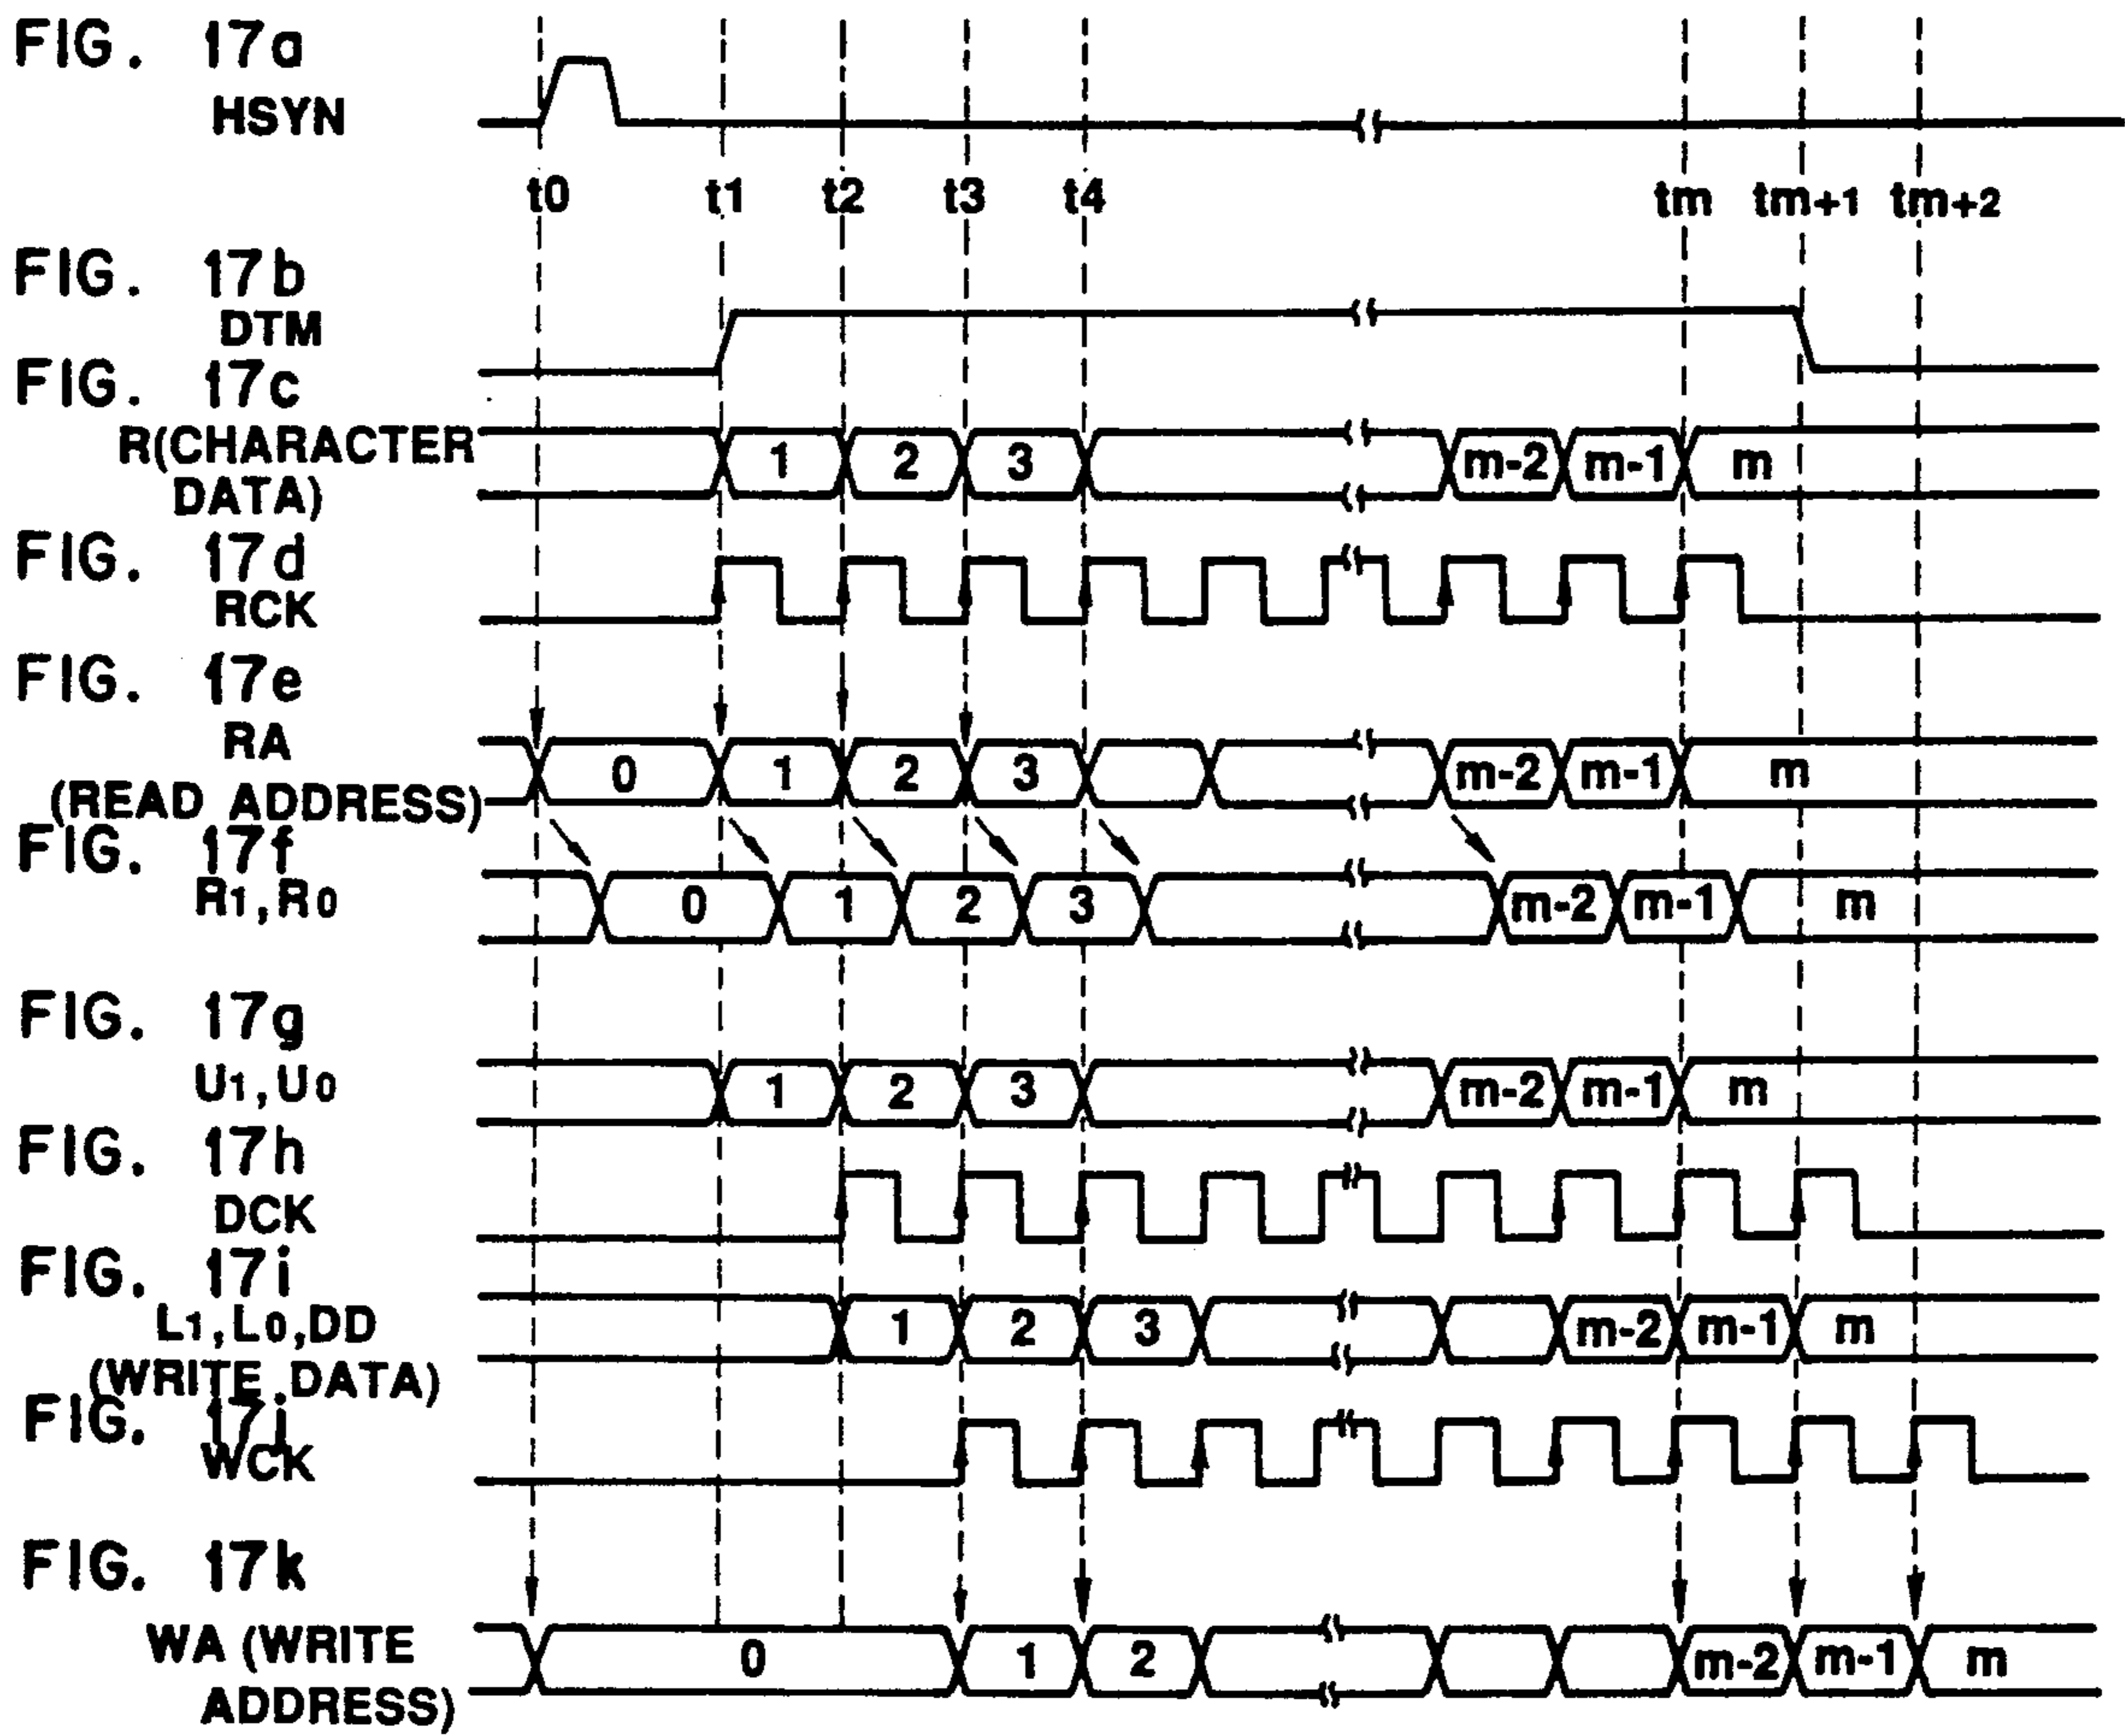 FIG. 17a
HSYN
t0 t1 t2 t3 t4 tm tm+1 tm+2
FIG. 17b
DTM
FIG. 17c
R(CHARACTER
DATA)
1 2 3 m-2 m-1 m
FIG. 17d
RCK
FIG. 17e
RA
(READ ADDRESS)
0 1 2 3 m-2 m-1 m
FIG. 17f
R1,R0
0 1 2 3 m-2 m-1 m
FIG. 17g
U1,U0
1 2 3 m-2 m-1 m
FIG. 17h
DCK
FIG. 17i
L1,L0,DD
(WRITE DATA)
1 2 3 m-2 m-1 m
FIG. 17j
WCK
FIG. 17k
WA (WRITE
ADDRESS)
0 1 2 m-2 m-1 m